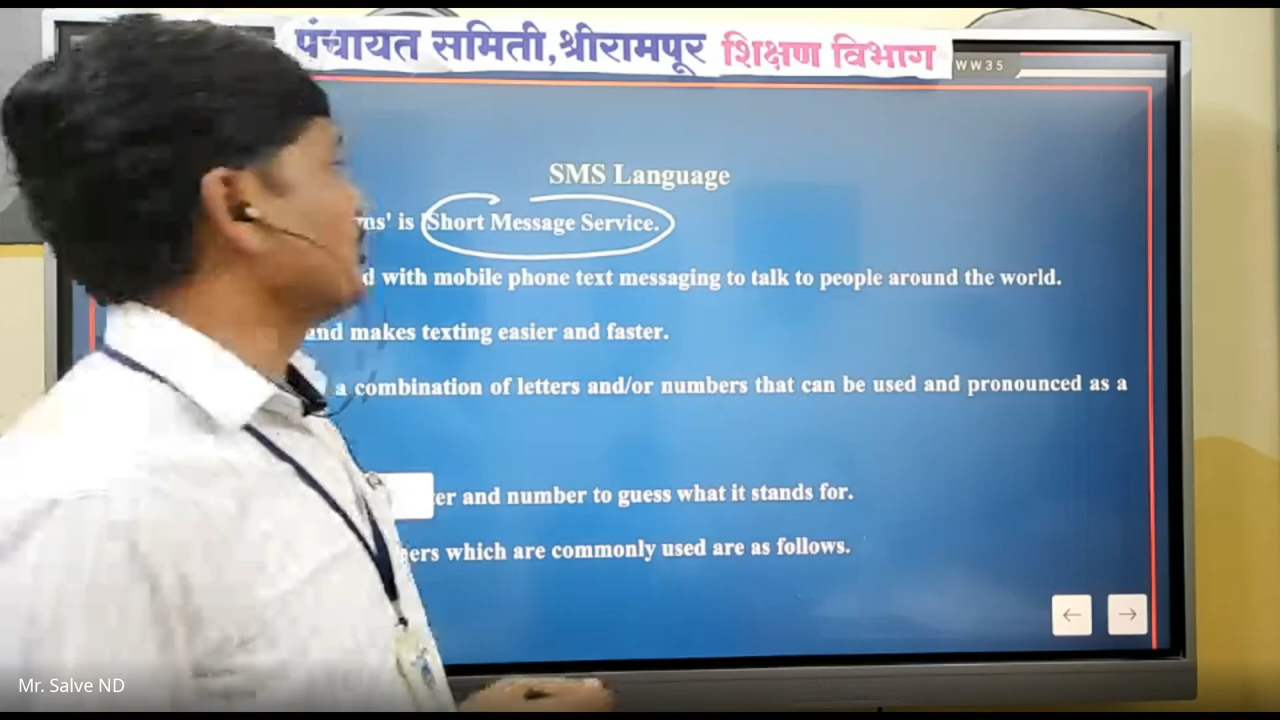 पंचायत समिती,श्रीरामपूर शिक्षण विभाग
WW35
SMS Language
is 'Short Message Service.
with mobile phone text messaging to talk to people around the world.
and makes texting easier and faster.
a combination of letters and/or numbers that can be used and pronounced as a
and number to guess what it stands for.
which are commonly used are as follows.
Mr. Salve ND